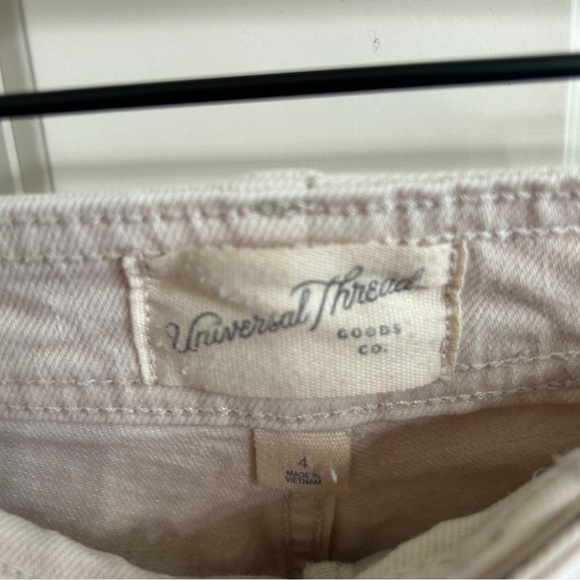 Universal Thread
GOODS
CO.
4
MADE IN
VIETNAM